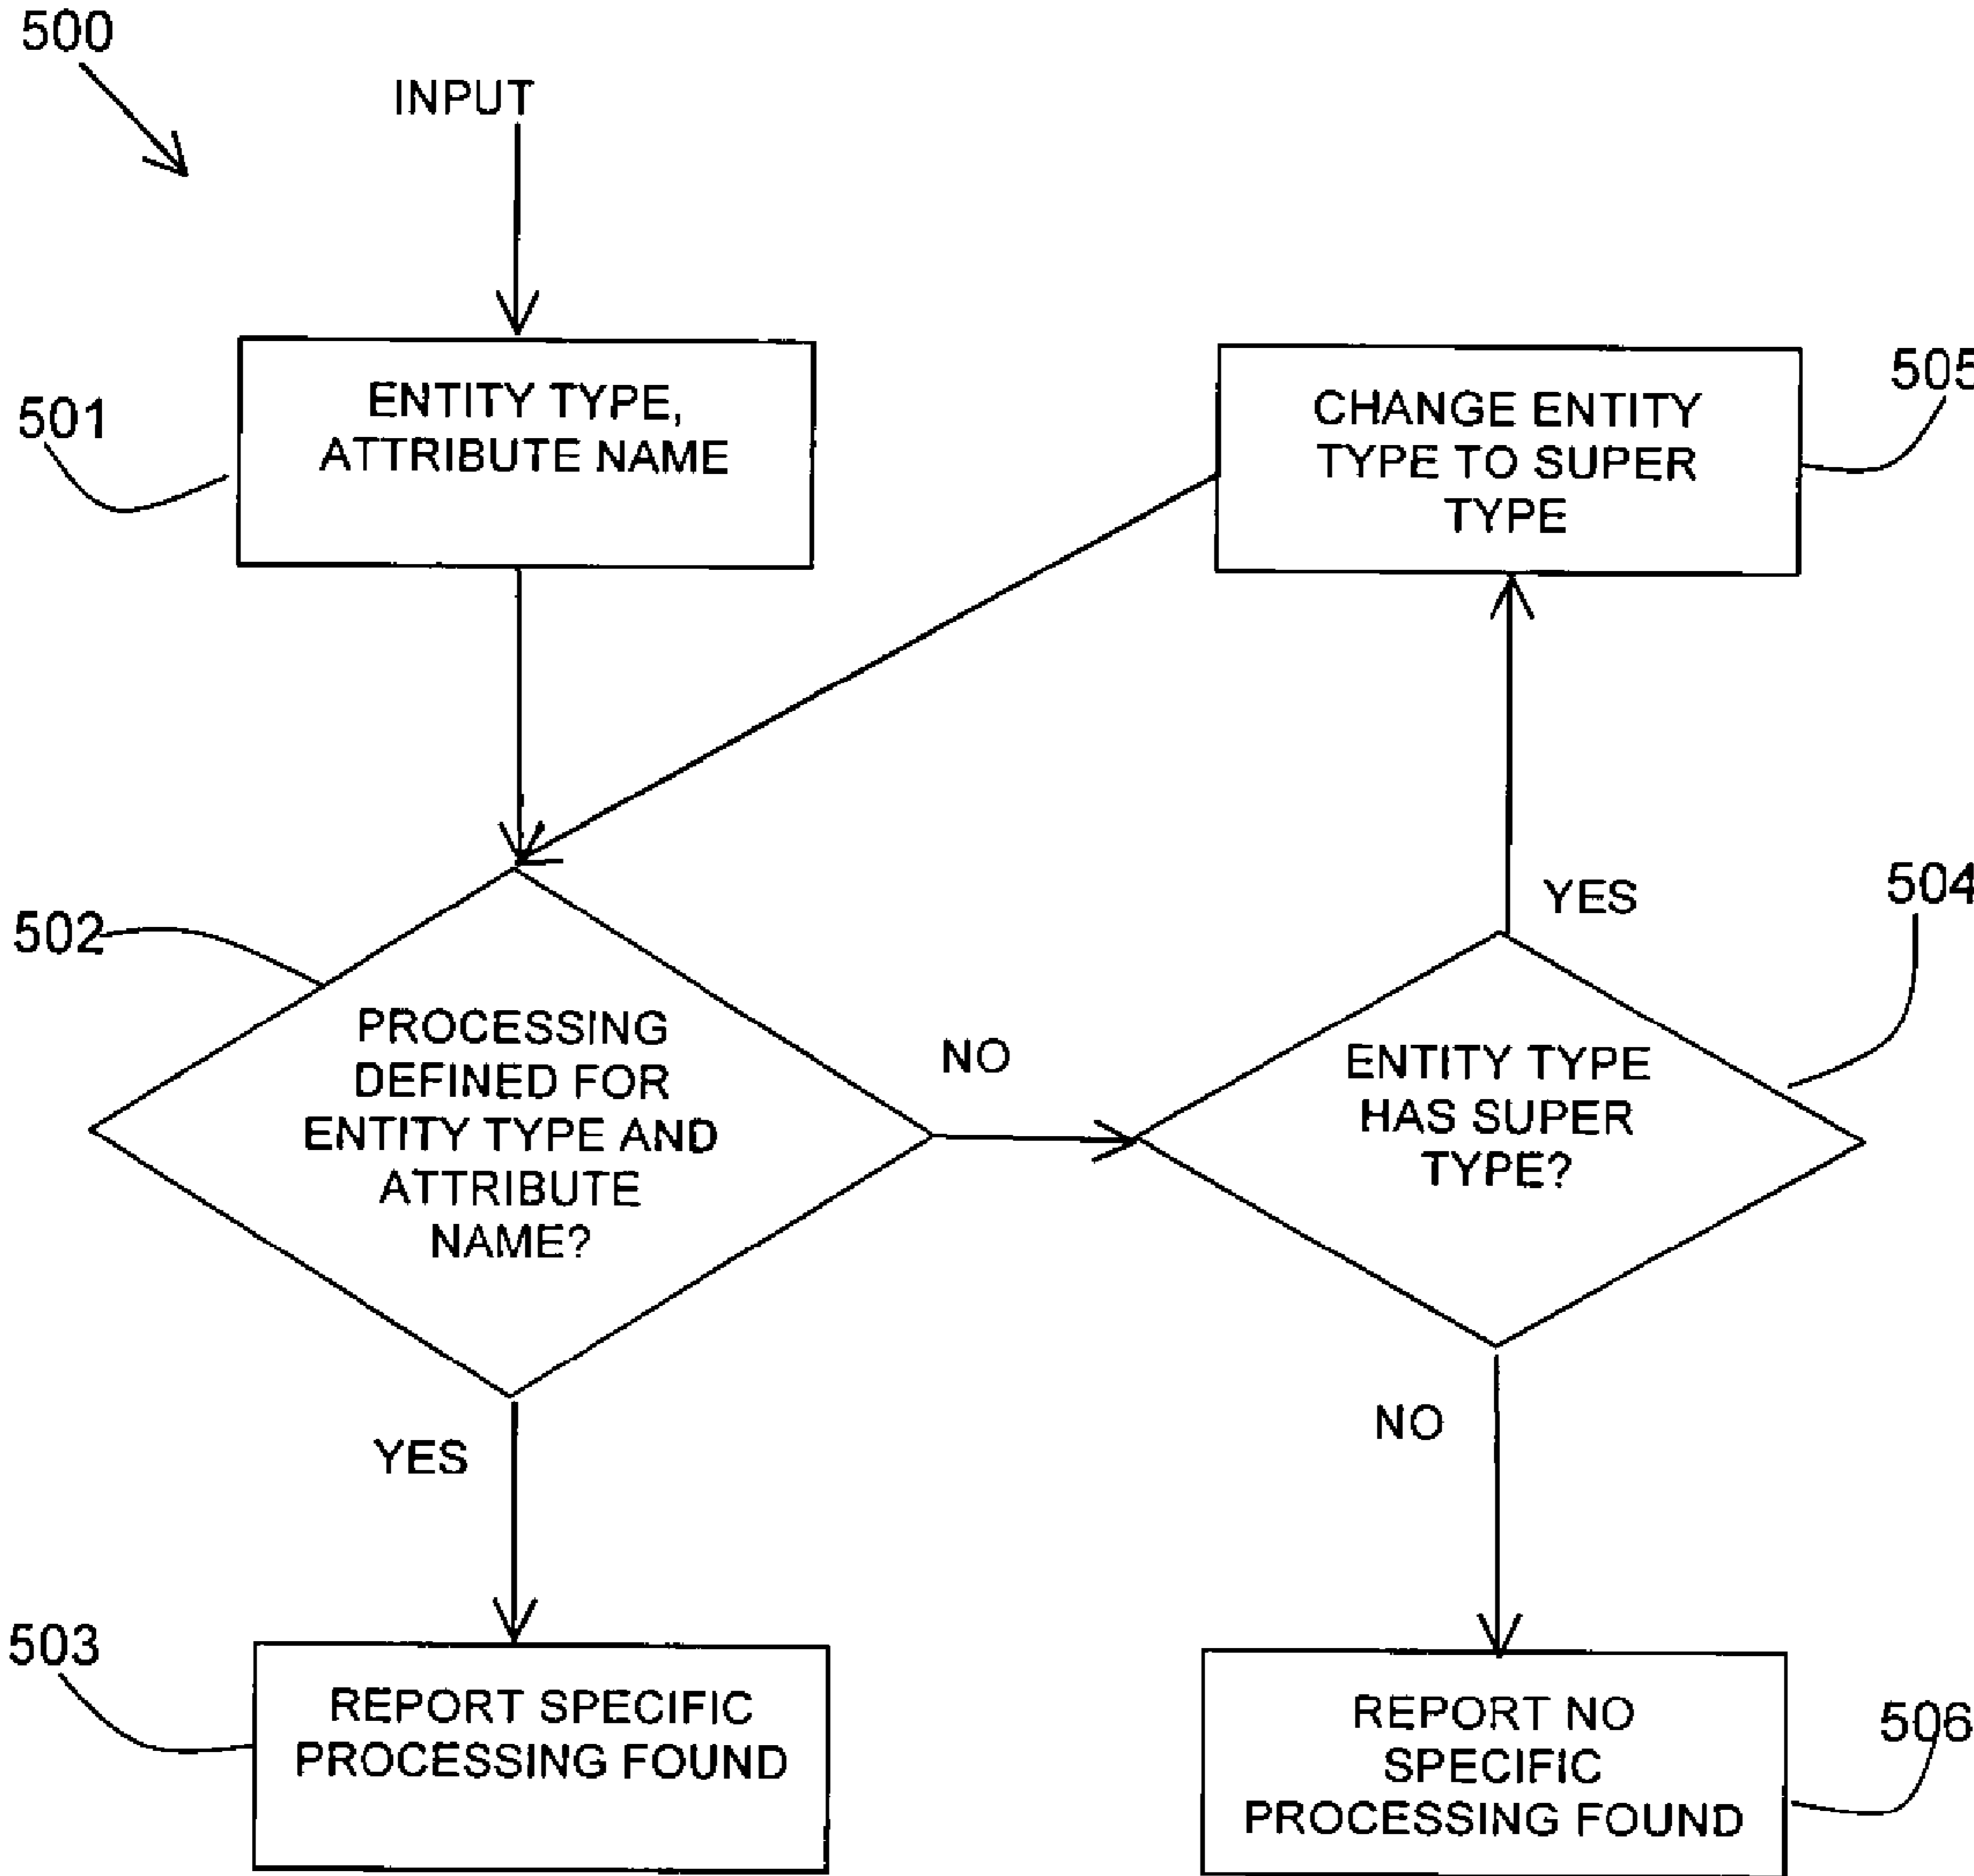 500
INPUT
501
ENTITY TYPE,
ATTRIBUTE NAME
CHANGE ENTITY
TYPE TO SUPER
TYPE
505
502
PROCESSING
DEFINED FOR
ENTITY TYPE AND
ATTRIBUTE
NAME?
NO
YES
504
ENTITY TYPE
HAS SUPER
TYPE?
YES
NO
503
REPORT SPECIFIC
PROCESSING FOUND
REPORT NO
SPECIFIC
PROCESSING FOUND
506